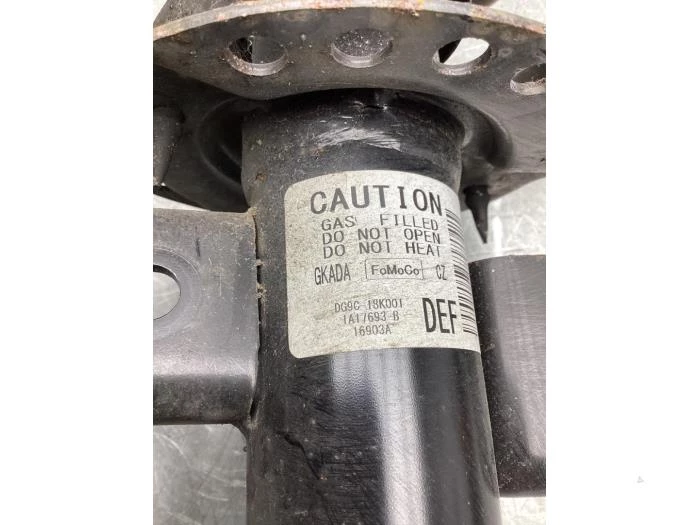 CAUTION
GAS FILLED
DO NOT OPEN
DO NOT HEAT
GKADA FoMoCo CZ
DG9C 18K001
1A17693 B
16903A
DEF